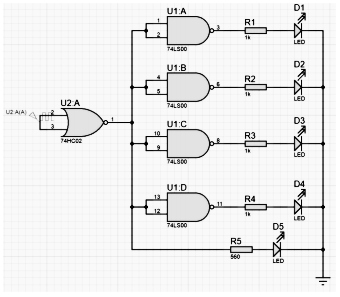 U1:A
D1
1
2
3
R1
1k
74LS00
LED
U1:B
D2
4
5
6
R2
1k
74LS00
LED
U2:A
U2:A(A)
2
3
1
74HC02
U1:C
D3
10
9
8
R3
1k
74LS00
LED
U1:D
D4
13
12
11
R4
1k
74LS00
LED
D5
R5
560
LED